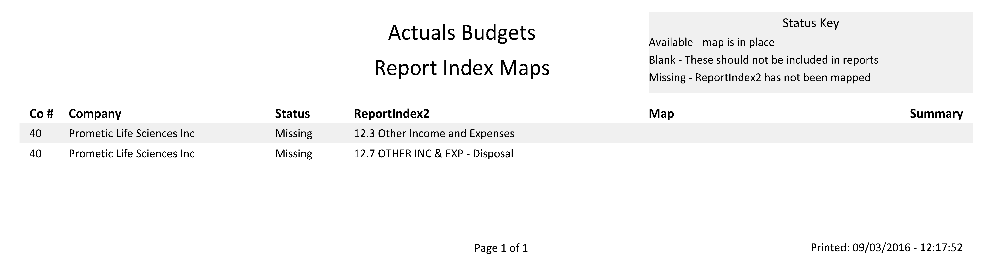 Actuals Budgets
Report Index Maps
Status Key
Available - map is in place
Blank - These should not be included in reports
Missing - ReportIndex2 has not been mapped
Co # Company Status ReportIndex2 Map Summary
40 Prometic Life Sciences Inc Missing 12.3 Other Income and Expenses
40 Prometic Life Sciences Inc Missing 12.7 OTHER INC & EXP - Disposal
Page 1 of 1 Printed: 09/03/2016 - 12:17:52